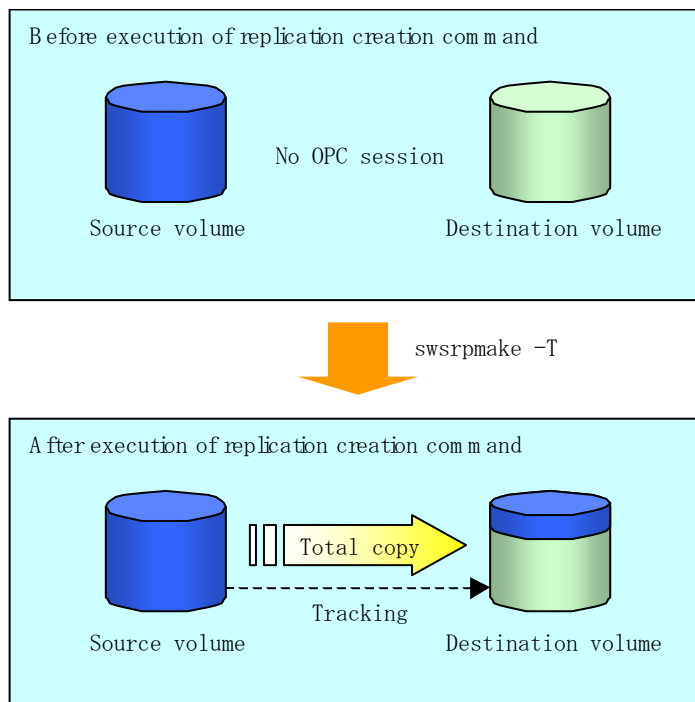 Before execution of replication creation command
No OPC session
Source volume
Destination volume
swsrpmake -T
After execution of replication creation command
Total copy
Tracking
Source volume
Destination volume